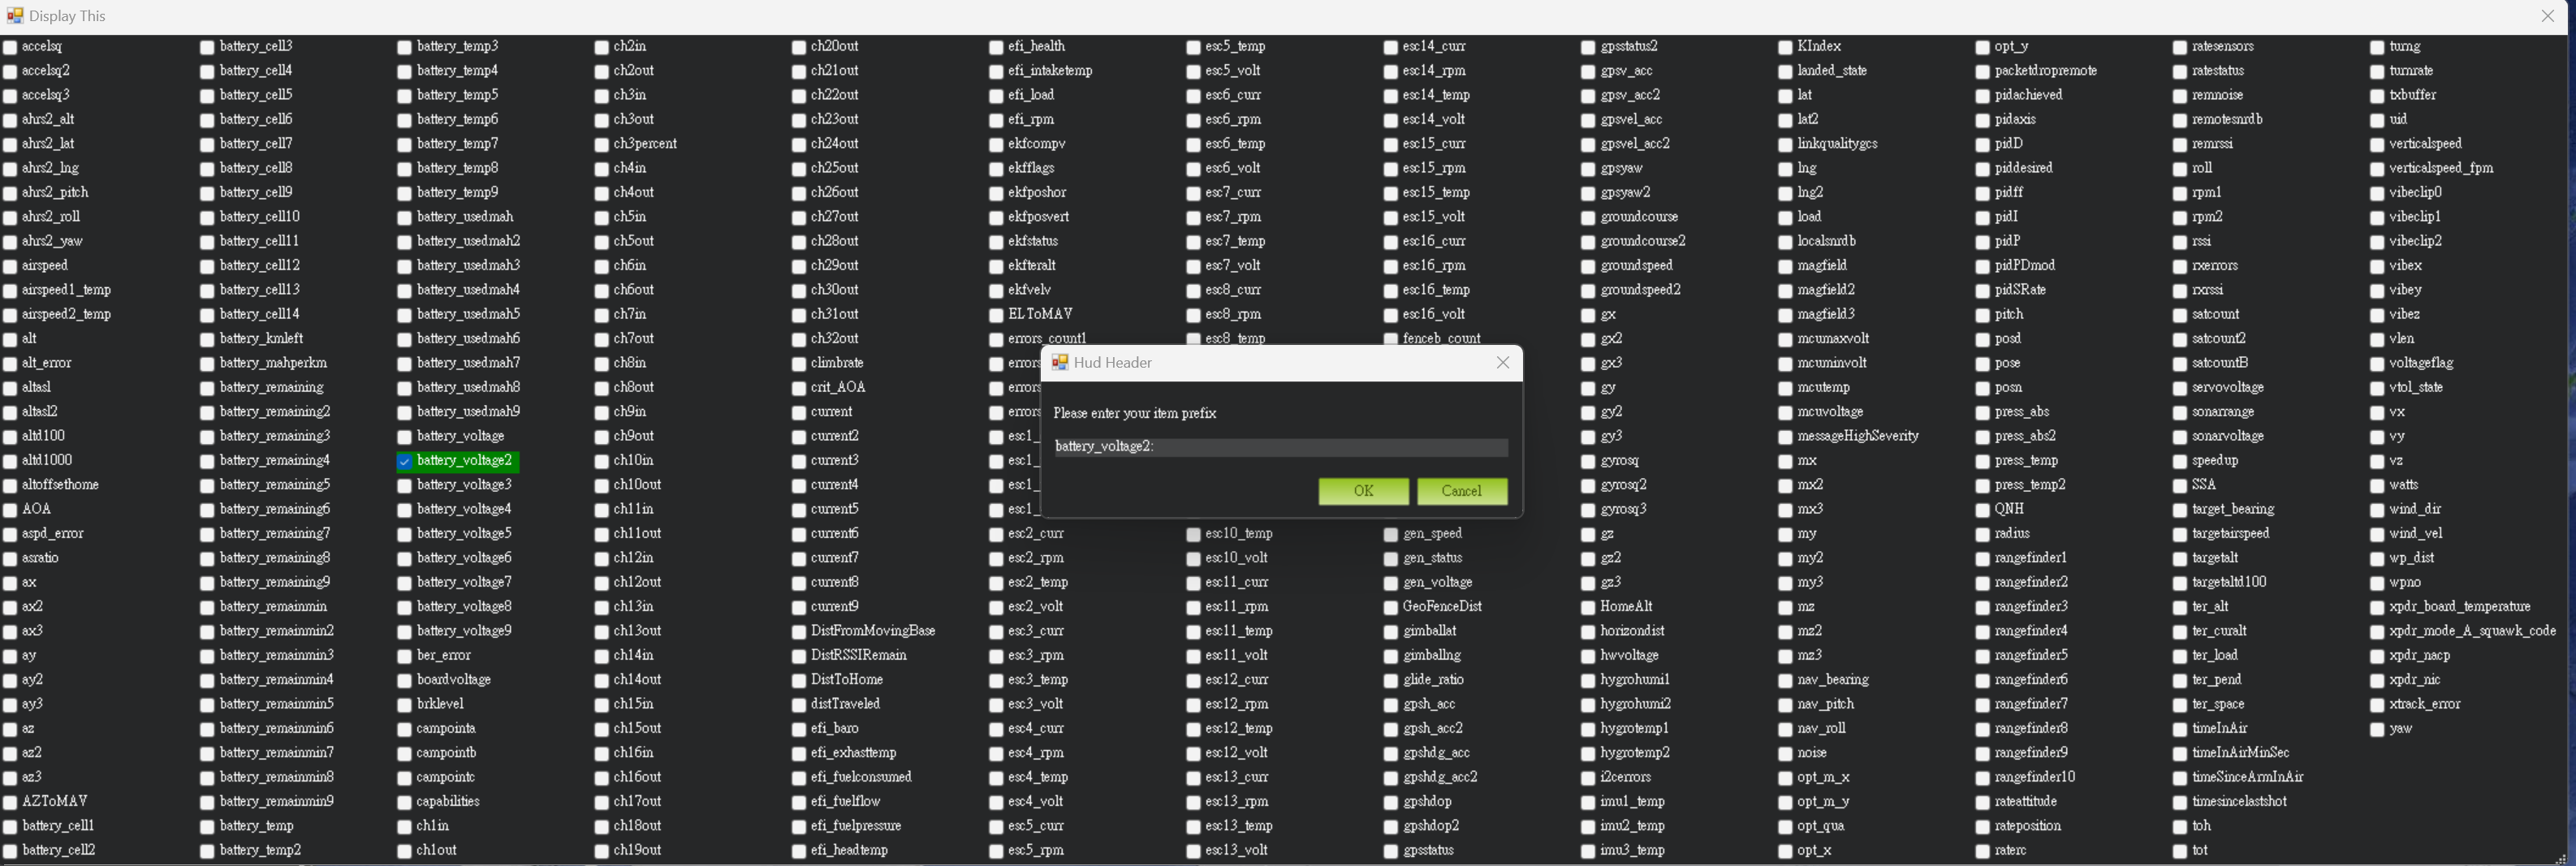 Display This
accelsq
accelsq2
accelsq3
ahrs2_alt
ahrs2_lat
ahrs2_lng
ahrs2_pitch
ahrs2_roll
ahrs2_yaw
airspeed
airspeed1_temp
airspeed2_temp
alt
alt_error
altasl
altasl2
altd100
altd1000
altoffsethome
AOA
aspd_error
asratio
ax
ax2
ax3
ay
ay2
ay3
az
az2
az3
AZToMAV
battery_cell1
battery_cell2
battery_cell3
battery_cell4
battery_cell5
battery_cell6
battery_cell7
battery_cell8
battery_cell9
battery_cell10
battery_cell11
battery_cell12
battery_cell13
battery_cell14
battery_kmleft
battery_mahperkm
battery_remaining
battery_remaining2
battery_remaining3
battery_remaining4
battery_remaining5
battery_remaining6
battery_remaining7
battery_remaining8
battery_remaining9
battery_remainmin
battery_remainmin2
battery_remainmin3
battery_remainmin4
battery_remainmin5
battery_remainmin6
battery_remainmin7
battery_remainmin8
battery_remainmin9
battery_temp
battery_temp2
battery_temp3
battery_temp4
battery_temp5
battery_temp6
battery_temp7
battery_temp8
battery_temp9
battery_usedmah
battery_usedmah2
battery_usedmah3
battery_usedmah4
battery_usedmah5
battery_usedmah6
battery_usedmah7
battery_usedmah8
battery_usedmah9
battery_voltage
battery_voltage2
battery_voltage3
battery_voltage4
battery_voltage5
battery_voltage6
battery_voltage7
battery_voltage8
battery_voltage9
ber_error
boardvoltage
brklevel
campointa
campointb
campointc
capabilities
ch1in
ch1out
ch2in
ch2out
ch3in
ch3out
ch3percent
ch4in
ch4out
ch5in
ch5out
ch6in
ch6out
ch7in
ch7out
ch8in
ch8out
ch9in
ch9out
ch10in
ch10out
ch11in
ch11out
ch12in
ch12out
ch13in
ch13out
ch14in
ch14out
ch15in
ch15out
ch16in
ch16out
ch17out
ch18out
ch19out
ch20out
ch21out
ch22out
ch23out
ch24out
ch25out
ch26out
ch27out
ch28out
ch29out
ch30out
ch31out
ch32out
climbrate
crit_AOA
current
current2
current3
current4
current5
current6
current7
current8
current9
DistFromMovingBase
DistRSSIRemain
DistToHome
distTraveled
efi_baro
efi_exhasttemp
efi_fuelconsumed
efi_fuelflow
efi_fuelpressure
efi_headtemp
efi_health
efi_intaketemp
efi_load
efi_rpm
ekfcompv
ekfflags
ekfposhor
ekfposvert
ekfstatus
ekfteralt
ekfvelv
ELToMAV
errors_count1
errors
errors
errors
esc1_
esc1_
esc1_
esc1_
esc2_curr
esc2_rpm
esc2_temp
esc2_volt
esc3_curr
esc3_rpm
esc3_temp
esc3_volt
esc4_curr
esc4_rpm
esc4_temp
esc4_volt
esc5_curr
esc5_rpm
esc5_temp
esc5_volt
esc6_curr
esc6_rpm
esc6_temp
esc6_volt
esc7_curr
esc7_rpm
esc7_temp
esc7_volt
esc8_curr
esc8_rpm
esc8_temp
Hud Header
Please enter your item prefix
battery_voltage2:
OK
Cancel
esc10_temp
esc10_volt
esc11_curr
esc11_rpm
esc11_temp
esc11_volt
esc12_curr
esc12_rpm
esc12_temp
esc12_volt
esc13_curr
esc13_rpm
esc13_temp
esc13_volt
esc14_curr
esc14_rpm
esc14_temp
esc14_volt
esc15_curr
esc15_rpm
esc15_temp
esc15_volt
esc16_curr
esc16_rpm
esc16_temp
esc16_volt
fenceb_count
gen_speed
gen_status
gen_voltage
GeoFenceDist
gimballat
gimballng
glide_ratio
gpsh_acc
gpsh_acc2
gpshdg_acc
gpshdg_acc2
gpshdop
gpshdop2
gpsstatus
gpsstatus2
gpsv_acc
gpsv_acc2
gpsvel_acc
gpsvel_acc2
gpsyaw
gpsyaw2
groundcourse
groundcourse2
groundspeed
groundspeed2
gx
gx2
gx3
gy
gy2
gy3
gyrosq
gyrosq2
gyrosq3
gz
gz2
gz3
HomeAlt
horizondist
hwvoltage
hygrohumi1
hygrohumi2
hygrotemp1
hygrotemp2
i2cerrors
imu1_temp
imu2_temp
imu3_temp
KIndex
landed_state
lat
lat2
linkqualitygcs
lng
lng2
load
localsnrdb
magfield
magfield2
magfield3
mcumaxvolt
mcuminvolt
mcutemp
mcuvoltage
messageHighSeverity
mx
mx2
mx3
my
my2
my3
mz
mz2
mz3
nav_bearing
nav_pitch
nav_roll
noise
opt_m_x
opt_m_y
opt_qua
opt_x
opt_y
packetdropremote
pidachieved
pidaxis
pidD
piddesired
pidff
pidI
pidP
pidPDmod
pidSRate
pitch
posd
pose
posn
press_abs
press_abs2
press_temp
press_temp2
QNH
radius
rangefinder1
rangefinder2
rangefinder3
rangefinder4
rangefinder5
rangefinder6
rangefinder7
rangefinder8
rangefinder9
rangefinder10
rateattitude
rateposition
raterc
ratesensors
ratestatus
remnoise
remotesnrdb
remrssi
roll
rpm1
rpm2
rssi
rxerrors
rxrssi
satcount
satcount2
satcountB
servovoltage
sonarrange
sonarvoltage
speedup
SSA
target_bearing
targetairspeed
targetalt
targetaltd100
ter_alt
ter_curalt
ter_load
ter_pend
ter_space
timeInAir
timeInAirMinSec
timeSinceArmInAir
timesincelastshot
toh
tot
turng
turnrate
txbuffer
uid
verticalspeed
verticalspeed_fpm
vibeclip0
vibeclip1
vibeclip2
vibex
vibey
vibez
vlen
voltageflag
vtol_state
vx
vy
vz
watts
wind_dir
wind_vel
wp_dist
wpno
xpdr_board_temperature
xpdr_mode_A_squawk_code
xpdr_nacp
xpdr_nic
xtrack_error
yaw